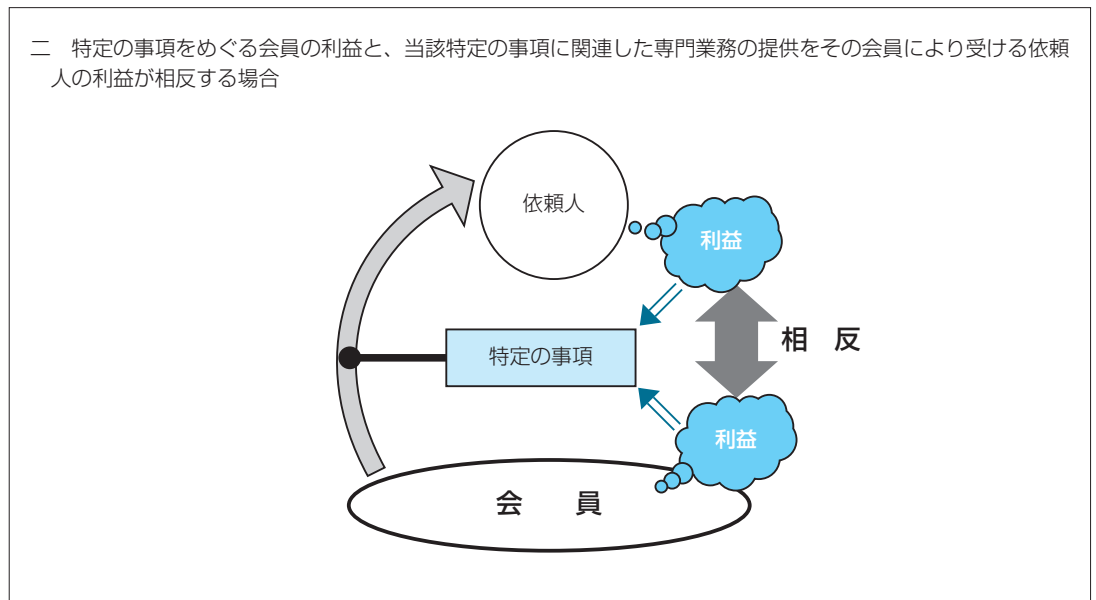 二　特定の事項をめぐる会員の利益と、当該特定の事項に関連した専門業務の提供をその会員により受ける依頼
人の利益が相反する場合
依頼人
利益
相　反
特定の事項
利益
会　　員